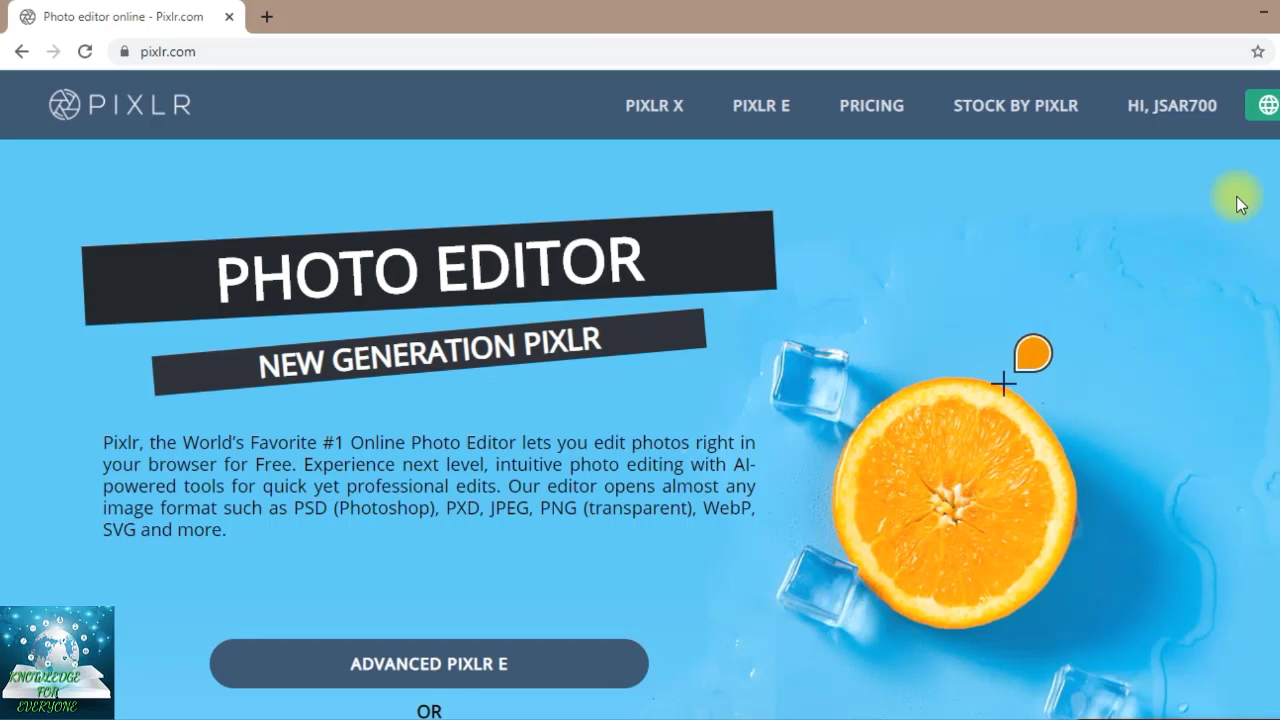 Photo editor online - Pixlr.com
pixlr.com
PIXLR
PIXLR X
PIXLR E
PRICING
STOCK BY PIXLR
HI, JSAR700
PHOTO EDITOR
NEW GENERATION PIXLR
Pixlr, the World's Favorite #1 Online Photo Editor lets you edit photos right in
your browser for Free. Experience next level, intuitive photo editing with AI-
powered tools for quick yet professional edits. Our editor opens almost any
image format such as PSD (Photoshop), PXD, JPEG, PNG (transparent), WebP,
SVG and more.
ADVANCED PIXLR E
OR
KNOWLEDGE
FOR
EVERYONE